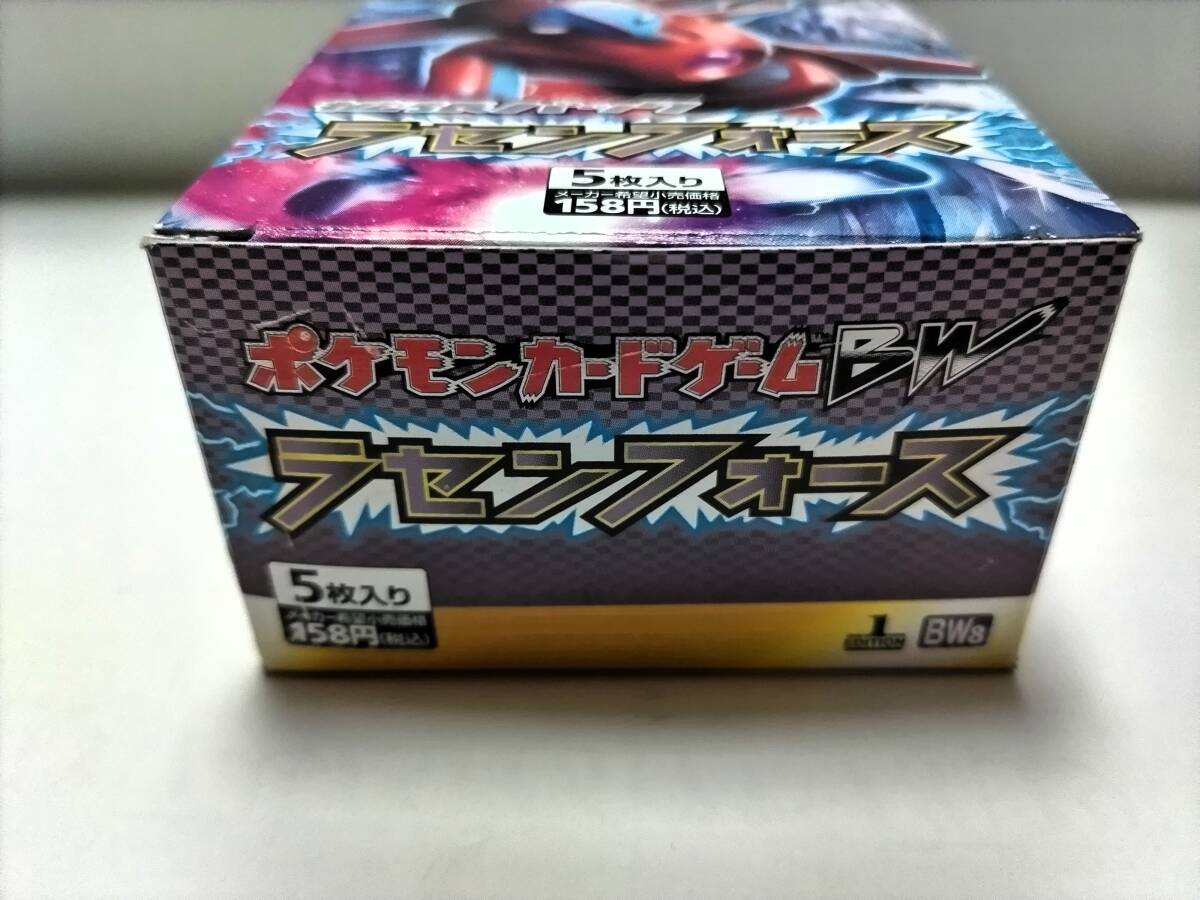 ラセンフォース
5枚入り
メーカー希望小売価格
158円(税込)
ポケモンカードゲームBW
ラセンフォース
5枚入り
メーカー希望小売価格
158円(税込)
1
EDITION
BW8